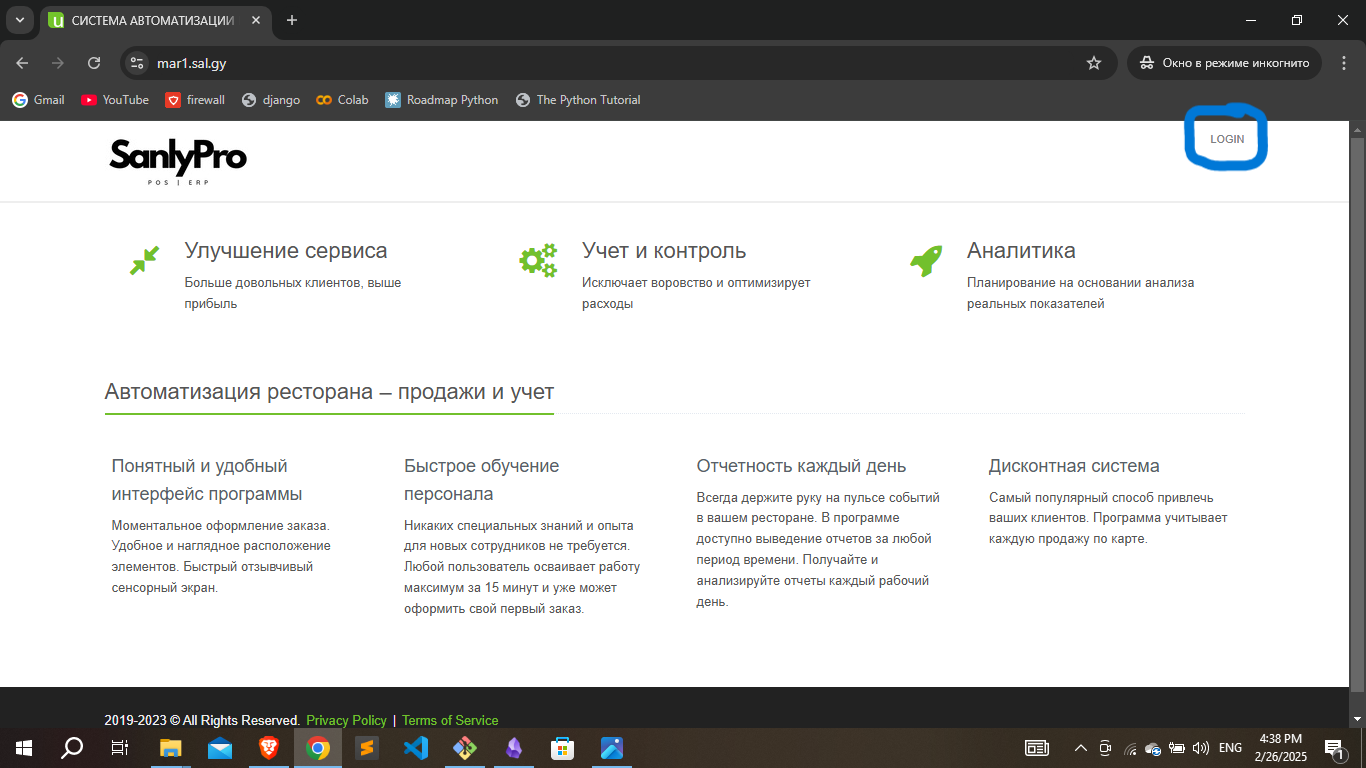 СИСТЕМА АВТОМАТИЗАЦИИ
mar1.sal.gy
Окно в режиме инкогнито
Gmail
YouTube
firewall
django
Colab
Roadmap Python
The Python Tutorial
SanlyPro
POS | ERP
LOGIN
Улучшение сервиса
Больше довольных клиентов, выше
прибыль
Учет и контроль
Исключает воровство и оптимизирует
расходы
Аналитика
Планирование на основании анализа
реальных показателей
Автоматизация ресторана – продажи и учет
Понятный и удобный
интерфейс программы
Моментальное оформление заказа.
Удобное и наглядное расположение
элементов. Быстрый отзывчивый
сенсорный экран.
Быстрое обучение
персонала
Никаких специальных знаний и опыта
для новых сотрудников не требуется.
Любой пользователь осваивает работу
максимум за 15 минут и уже может
оформить свой первый заказ.
Отчетность каждый день
Всегда держите руку на пульсе событий
в вашем ресторане. В программе
доступно выведение отчетов за любой
период времени. Получайте и
анализируйте отчеты каждый рабочий
день.
Дисконтная система
Самый популярный способ привлечь
ваших клиентов. Программа учитывает
каждую продажу по карте.
2019-2023 © All Rights Reserved. Privacy Policy | Terms of Service
ENG
4:38 PM
2/26/2025
1